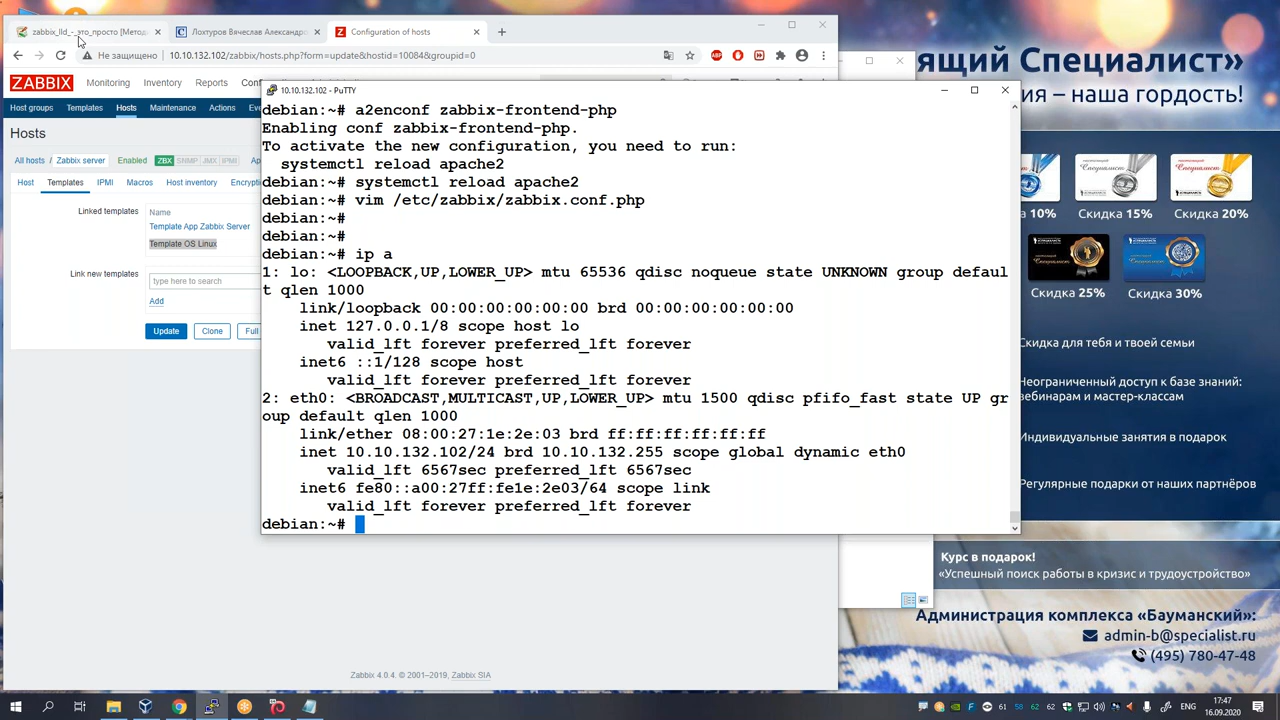 zabbix_lld_-_это_просто [Метод
Лохтуров Вячеслав Александро
Configuration of hosts
Не защищено
10.10.132.102/zabbix/hosts.php?form=update&hostid=10084&groupid=0
ZABBIX
Monitoring
Inventory
Reports
Host groups
Templates
Hosts
Maintenance
Actions
Hosts
All hosts / Zabbix server
Enabled
ZBX
SNMP
JMX
IPMI
Host
Templates
IPMI
Macros
Host inventory
Linked templates
Name
Template App Zabbix Server
Template OS Linux
Link new templates
type here to search
Add
Update
Clone
Full
Zabbix 4.0.4. © 2001–2019, Zabbix SIA
10.10.132.102 - PuTTY
debian:~# a2enconf zabbix-frontend-php
Enabling conf zabbix-frontend-php.
To activate the new configuration, you need to run:
systemctl reload apache2
debian:~# systemctl reload apache2
debian:~# vim /etc/zabbix/zabbix.conf.php
debian:~#
debian:~#
debian:~# ip a
1: lo: <LOOPBACK,UP,LOWER_UP> mtu 65536 qdisc noqueue state UNKNOWN group defaul
t qlen 1000
link/loopback 00:00:00:00:00:00 brd 00:00:00:00:00:00
inet 127.0.0.1/8 scope host lo
valid_lft forever preferred_lft forever
inet6 ::1/128 scope host
valid_lft forever preferred_lft forever
2: eth0: <BROADCAST,MULTICAST,UP,LOWER_UP> mtu 1500 qdisc pfifo_fast state UP gr
oup default qlen 1000
link/ether 08:00:27:1e:2e:03 brd ff:ff:ff:ff:ff:ff
inet 10.10.132.102/24 brd 10.10.132.255 scope global dynamic eth0
valid_lft 6567sec preferred_lft 6567sec
inet6 fe80::a00:27ff:fe1e:2e03/64 scope link
valid_lft forever preferred_lft forever
debian:~#
ящий Специалист»
ия – наша гордость!
10%
Скидка 15%
Скидка 20%
Скидка 25%
Скидка 30%
Скидка для тебя и твоей семьи
Неограниченный доступ к базе знаний:
вебинарам и мастер-классам
Индивидуальные занятия в подарок
Регулярные подарки от наших партнёров
Курс в подарок!
«Успешный поиск работы в кризис и трудоустройство»
Администрация комплекса «Бауманский»:
admin-b@specialist.ru
(495) 780-47-48
61 58 62 62
17:47
16.09.2020